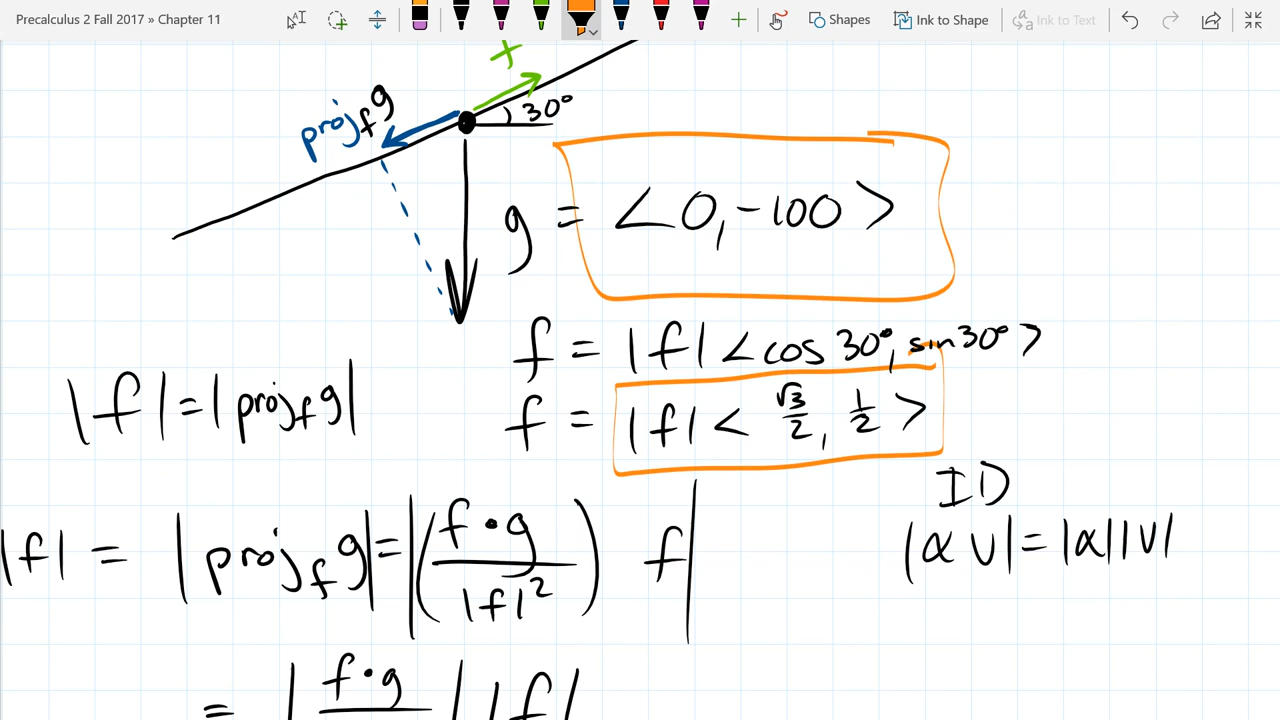 Precalculus 2 Fall 2017 » Chapter 11
Shapes
Ink to Shape
Ink to Text
f
proj_f g
30°
g = <0, -100>
f = |f| <cos 30°, sin 30°>
|f| = |proj_f g|
f = |f| < √3/2, 1/2 >
ID
|αv| = |α||v|
|f| = |proj_f g| = |(f · g / |f|²) f|
= | f · g | |f|